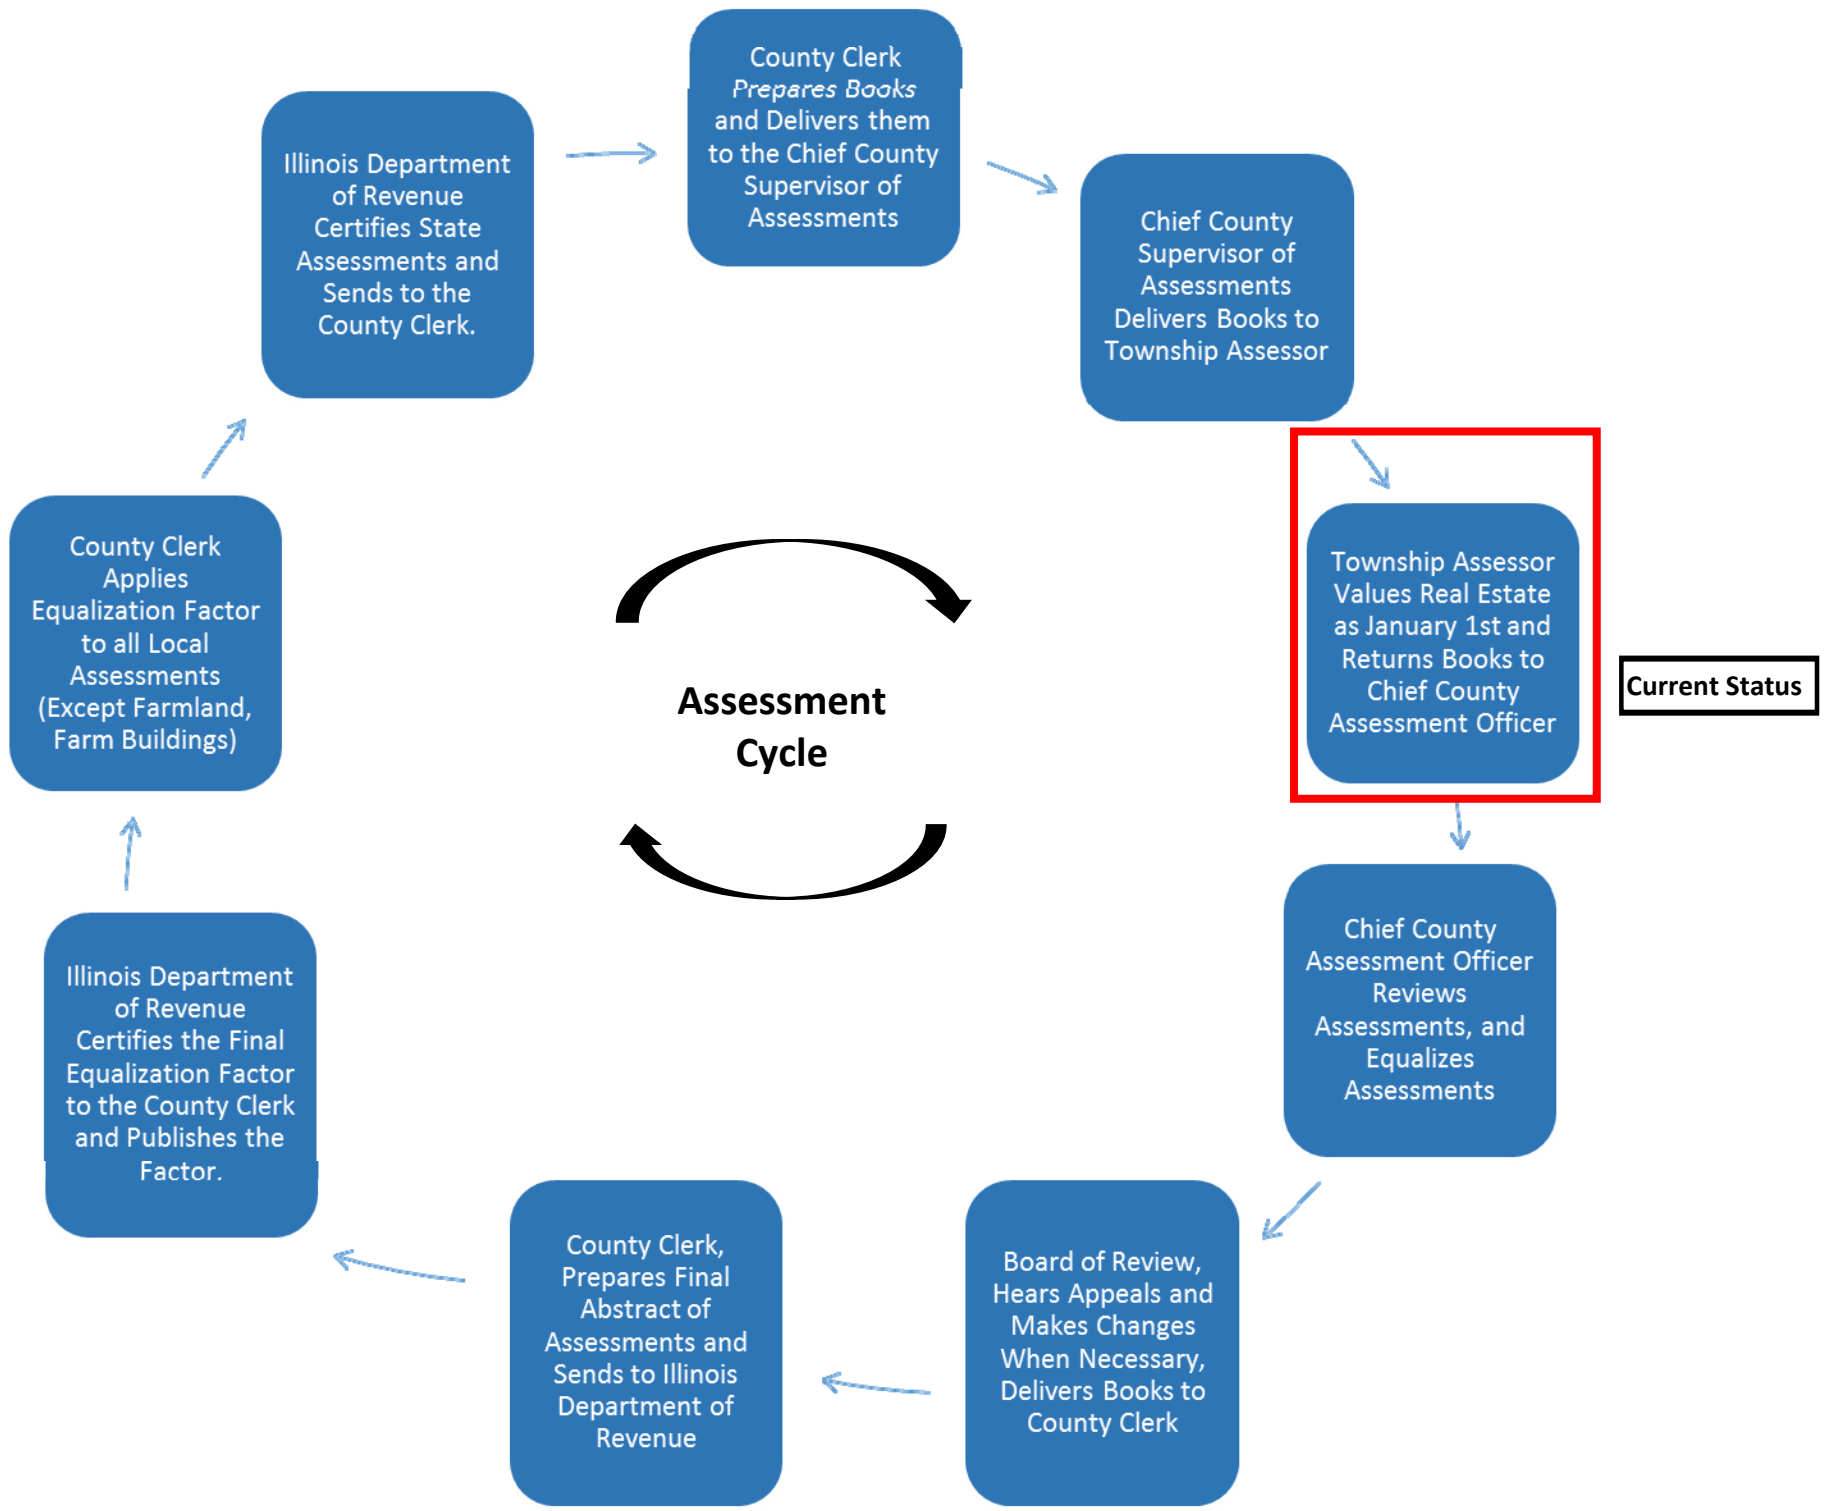 County Clerk
Prepares Books
and Delivers them
to the Chief County
Supervisor of
Assessments
Chief County
Supervisor of
Assessments
Delivers Books to
Township Assessor
Township Assessor
Values Real Estate
as January 1st and
Returns Books to
Chief County
Assessment Officer
Current Status
Chief County
Assessment Officer
Reviews
Assessments, and
Equalizes
Assessments
Board of Review,
Hears Appeals and
Makes Changes
When Necessary,
Delivers Books to
County Clerk
County Clerk,
Prepares Final
Abstract of
Assessments and
Sends to Illinois
Department of
Revenue
Illinois Department
of Revenue
Certifies the Final
Equalization Factor
to the County Clerk
and Publishes the
Factor.
County Clerk
Applies
Equalization Factor
to all Local
Assessments
(Except Farmland,
Farm Buildings)
Illinois Department
of Revenue
Certifies State
Assessments and
Sends to the
County Clerk.
Assessment
Cycle